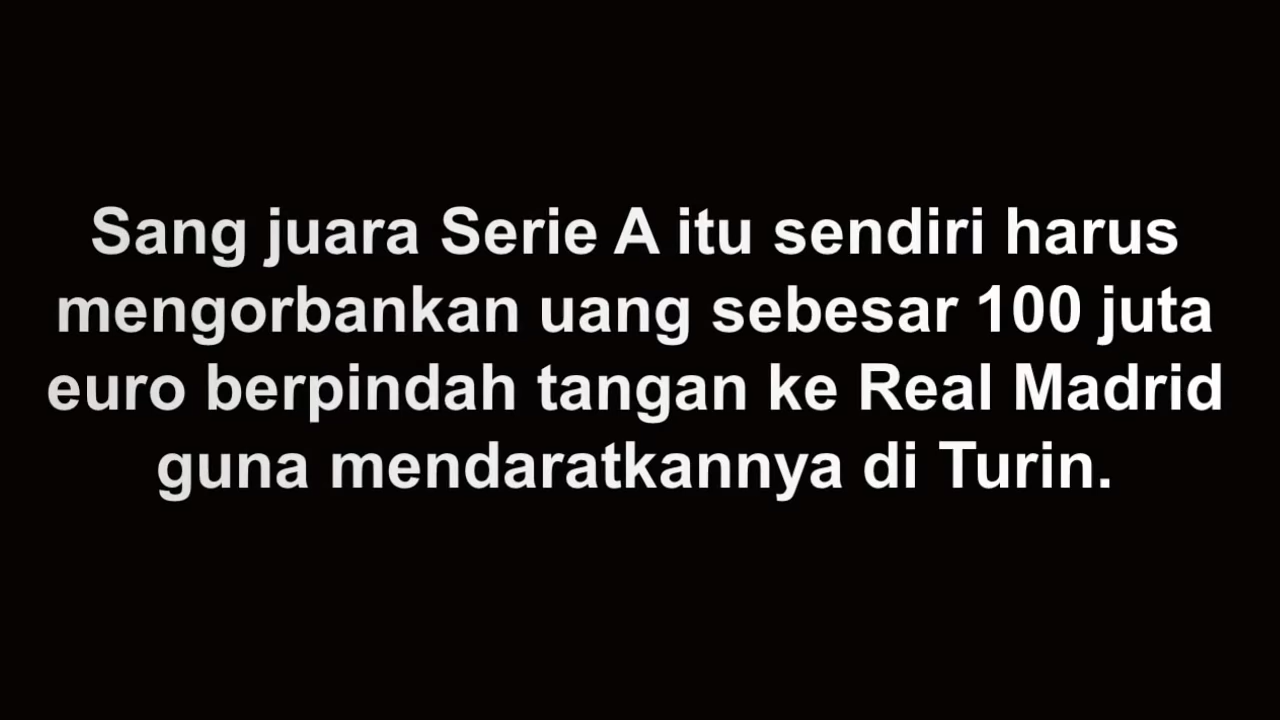 Sang juara Serie A itu sendiri harus
mengorbankan uang sebesar 100 juta
euro berpindah tangan ke Real Madrid
guna mendaratkannya di Turin.